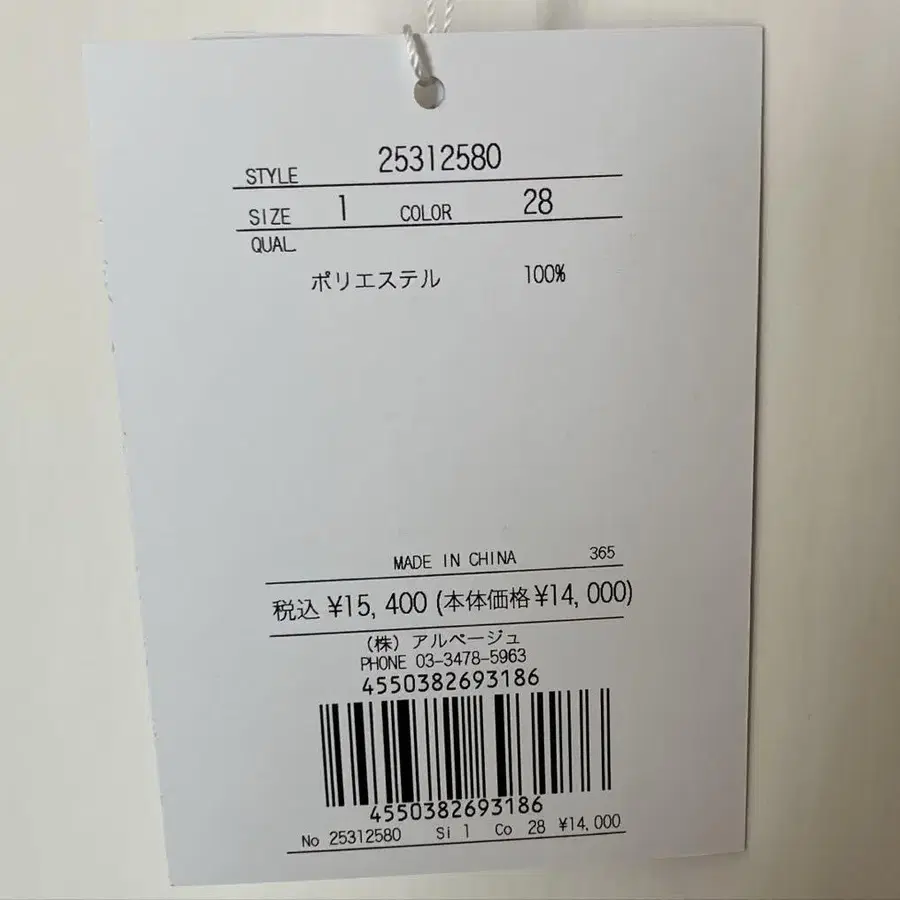 STYLE 25312580
SIZE 1 COLOR 28
QUAL
ポリエステル 100%
MADE IN CHINA 365
税込 ¥15,400 (本体価格¥14,000)
(株) アルページュ
PHONE 03-3478-5963
4550382693186
4550382693186
No 25312580 Si 1 Co 28 ¥14,000